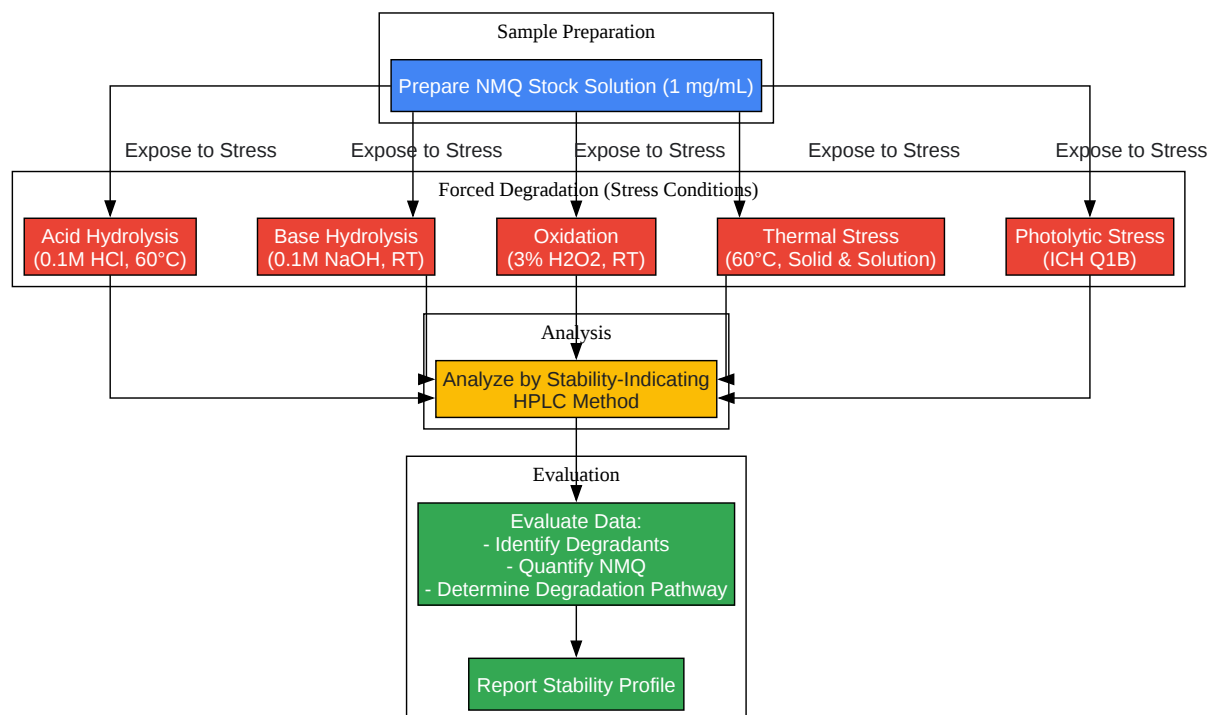 Sample Preparation
Prepare NMQ Stock Solution (1 mg/mL)
Expose to Stress
Expose to Stress
Expose to Stress
Expose to Stress
Expose to Stress
Forced Degradation (Stress Conditions)
Acid Hydrolysis
(0.1M HCl, 60°C)
Base Hydrolysis
(0.1M NaOH, RT)
Oxidation
(3% H2O2, RT)
Thermal Stress
(60°C, Solid & Solution)
Photolytic Stress
(ICH Q1B)
Analysis
Analyze by Stability-Indicating
HPLC Method
Evaluation
Evaluate Data:
- Identify Degradants
- Quantify NMQ
- Determine Degradation Pathway
Report Stability Profile